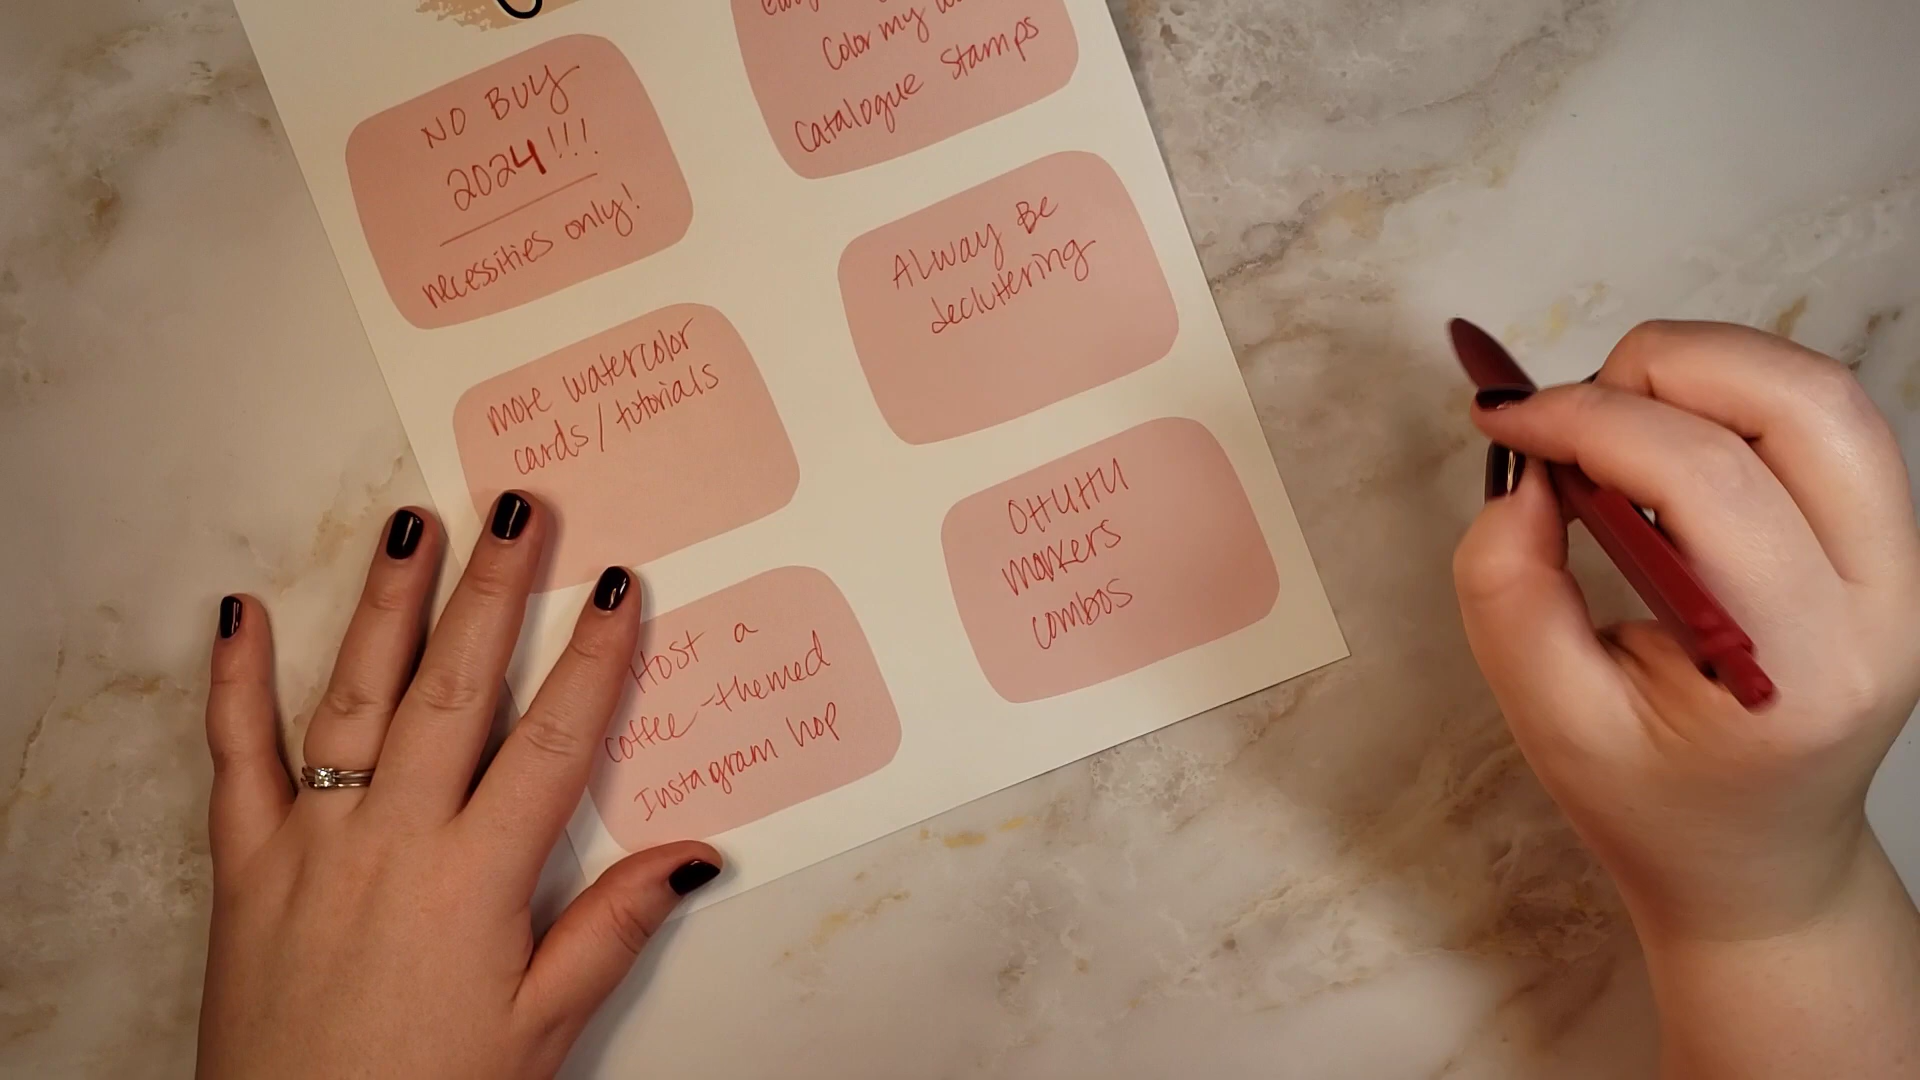 NO BUY
2024!!!
necessities only!
more watercolor
cards/tutorials
Host a
coffee-themed
Instagram hop
Color my
Catalogue Stamps
ALway Be
decluttering
OHUHU
markers
combos